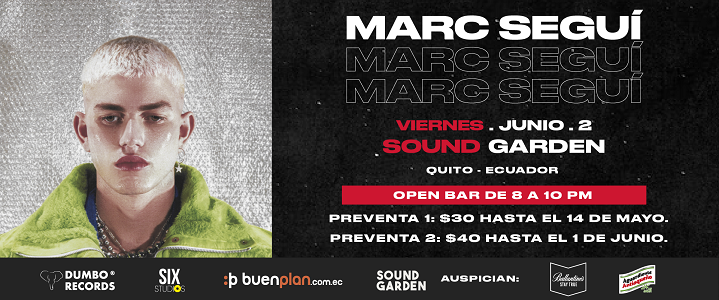 MARC SEGUÍ
MARC SEGUÍ
MARC SEGUÍ
VIERNES . JUNIO . 2
SOUND GARDEN
QUITO - ECUADOR
OPEN BAR DE 8 A 10 PM
PREVENTA 1: $30 HASTA EL 14 DE MAYO.
PREVENTA 2: $40 HASTA EL 1 DE JUNIO.
DUMBO®
RECORDS
SIX
STUDIOS
:p buenplan.com.ec
SOUND
GARDEN
AUSPICIAN:
Ballantine's
STAY TRUE
Aguardiente
Antioqueño